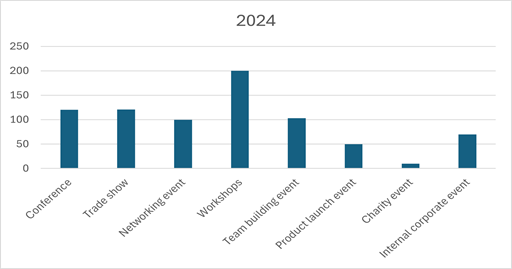 2024
250
200
150
100
50
0
Conference
Trade show
Networking event
Workshops
Team building event
Product launch event
Charity event
Internal corporate event